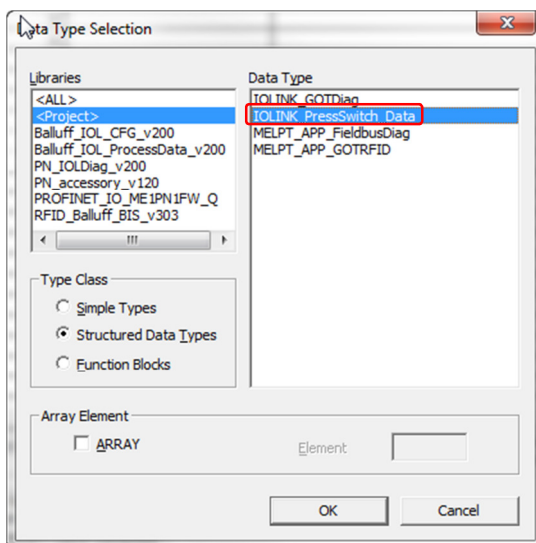 Data Type Selection
Libraries
<ALL>
<Project>
Balluff_IOL_CFG_v200
Balluff_IOL_ProcessData_v200
PN_IOLDiag_v200
PN_accessory_v120
PROFINET_IO_ME1PN1FW_Q
RFID_Balluff_BIS_v303
Data Type
IOLINK_GOTDiag
IOLINK_PressSwitch_Data
MELPT_APP_FieldbusDiag
MELPT_APP_GOTRFID
Type Class
Simple Types
Structured Data Types
Function Blocks
Array Element
ARRAY
Element
OK
Cancel